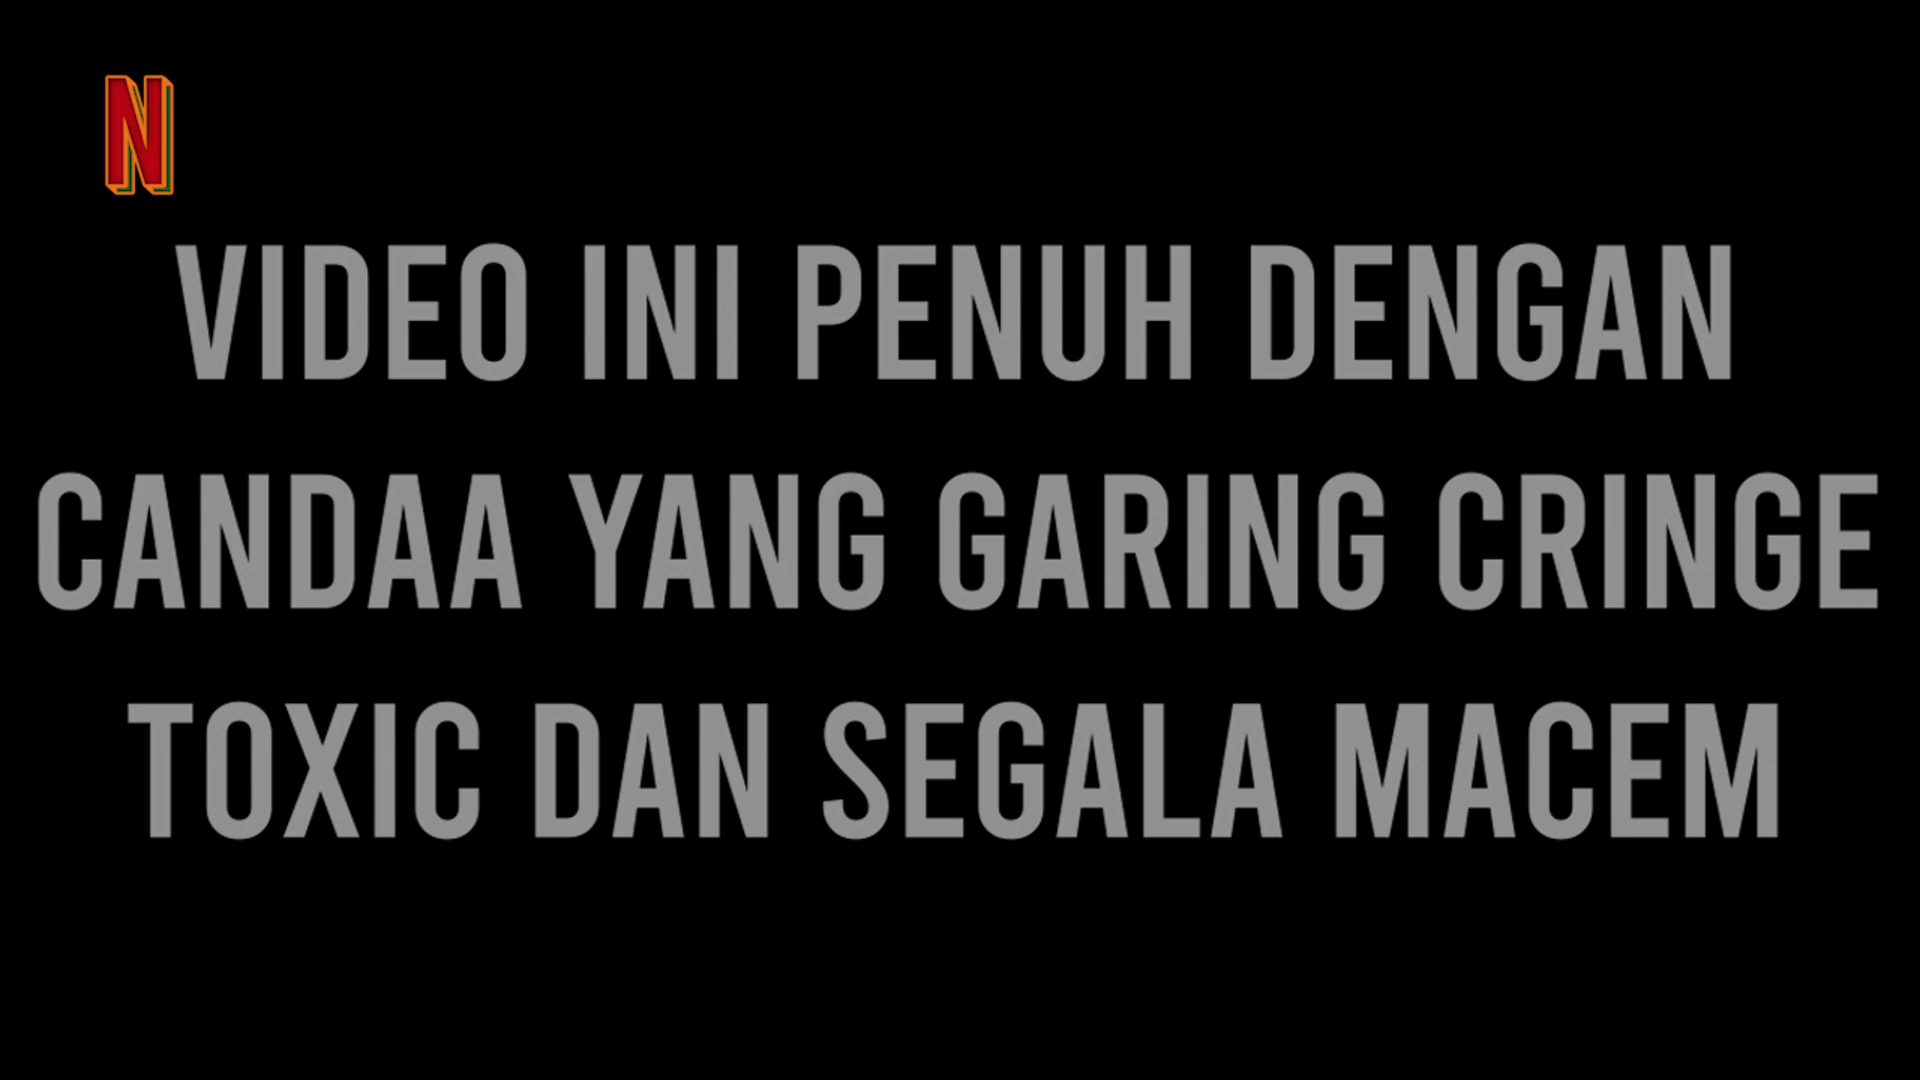 N
VIDEO INI PENUH DENGAN
CANDAA YANG GARING CRINGE
TOXIC DAN SEGALA MACEM